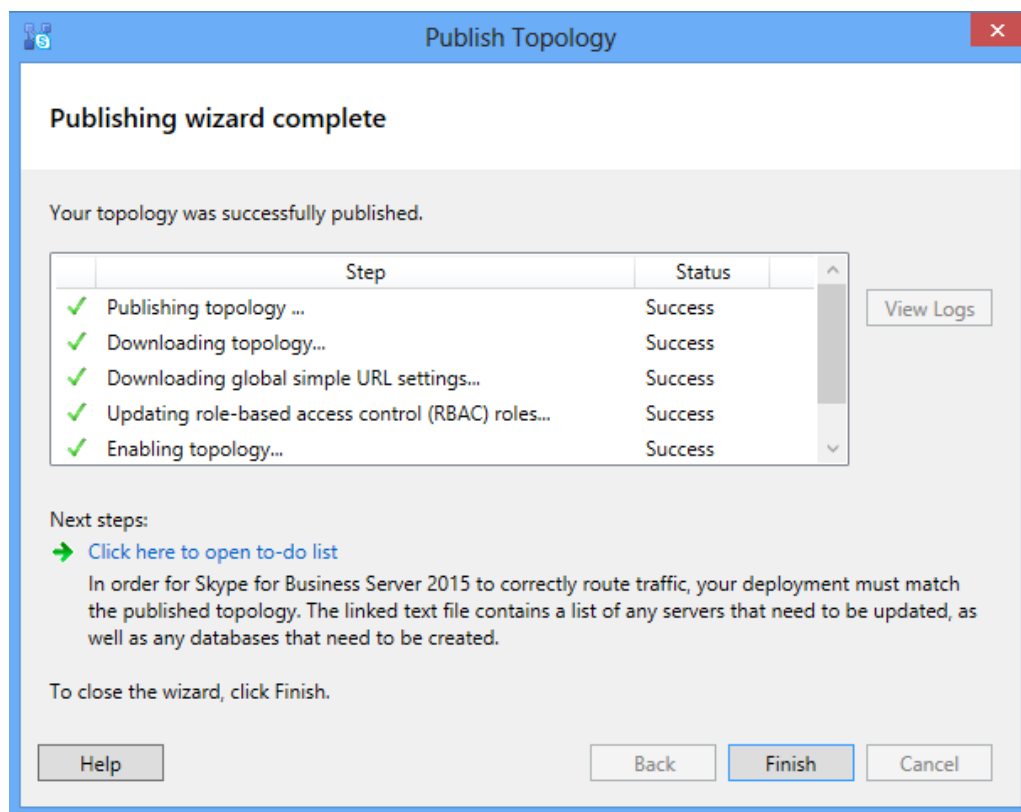 Publish Topology
Publishing wizard complete
Your topology was successfully published.
Step Status
Publishing topology ... Success
View Logs
Downloading topology... Success
Downloading global simple URL settings... Success
Updating role-based access control (RBAC) roles... Success
Enabling topology... Success
Next steps:
Click here to open to-do list
In order for Skype for Business Server 2015 to correctly route traffic, your deployment must match
the published topology. The linked text file contains a list of any servers that need to be updated, as
well as any databases that need to be created.
To close the wizard, click Finish.
Help Back Finish Cancel